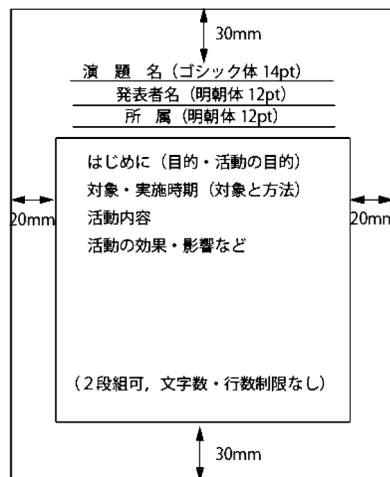 30mm
演 題 名（ゴシック体 14pt）
発表者名（明朝体 12pt）
所 属（明朝体 12pt）
はじめに（目的・活動の目的）
対象・実施時期（対象と方法）
20mm
20mm
活動内容
活動の効果・影響など
（２段組可，文字数・行数制限なし）
30mm